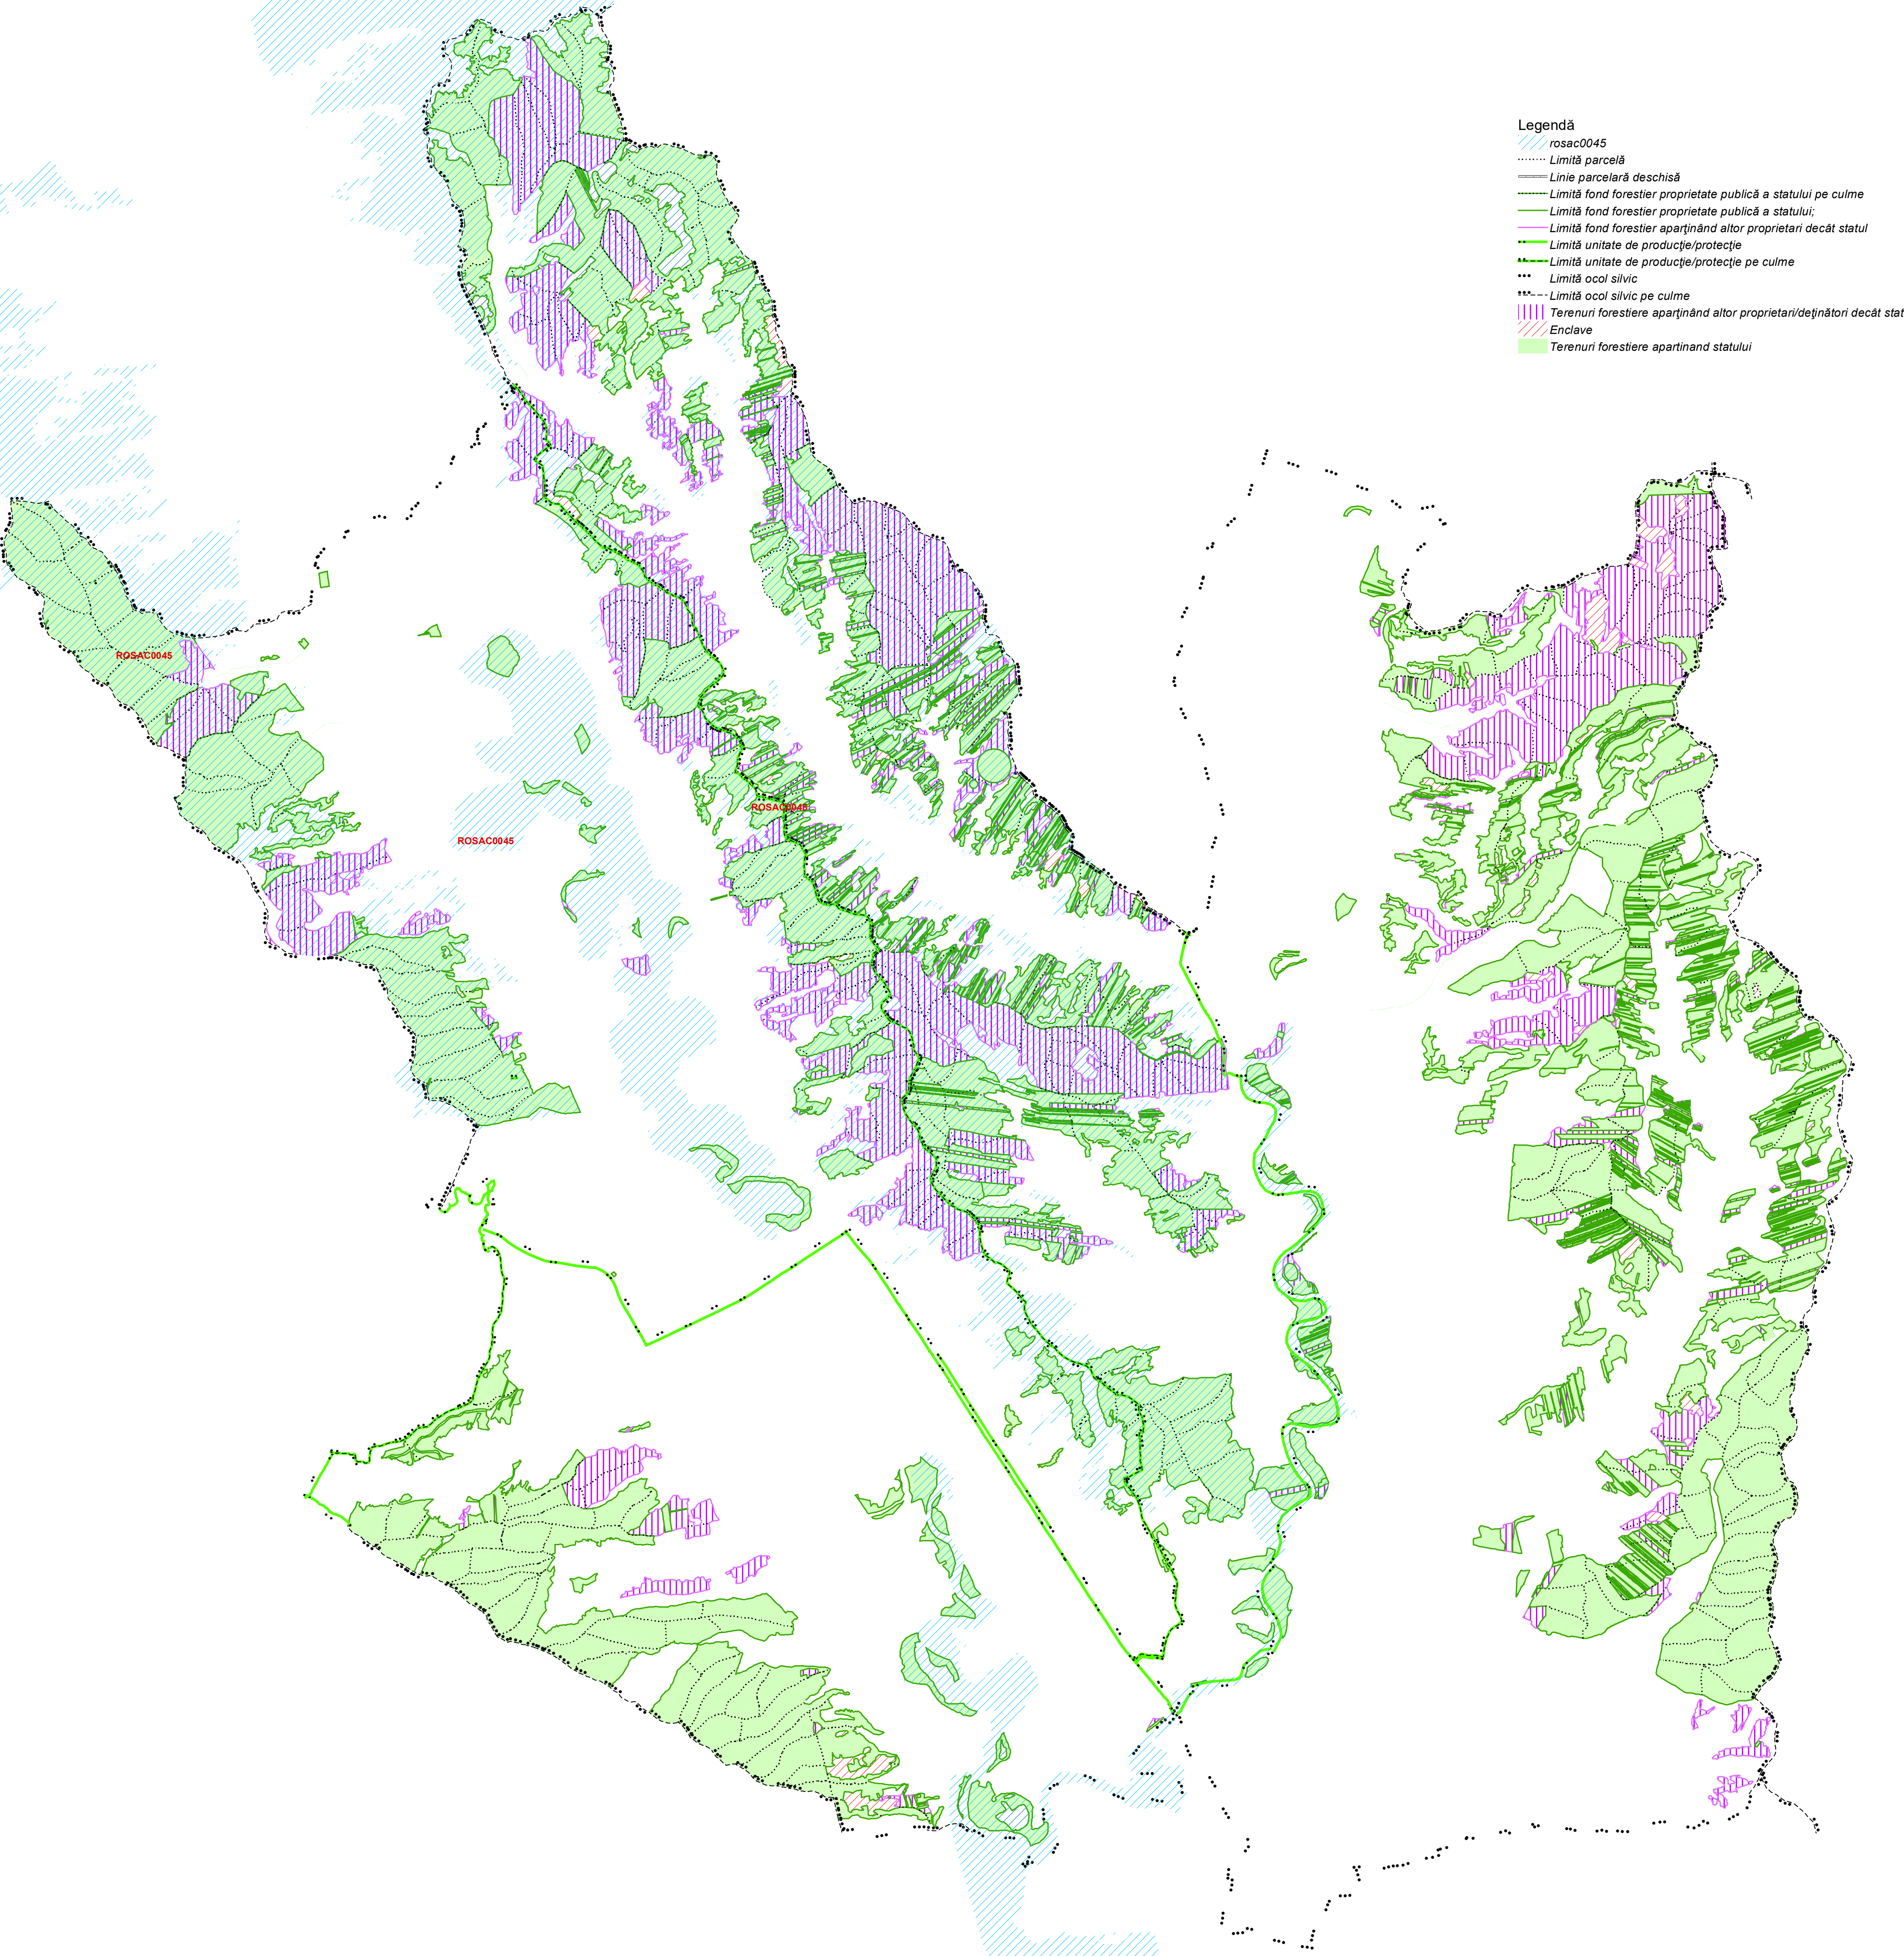 Legendă
rosac0045
Limită parcelă
Linie parcelară deschisă
Limită fond forestier proprietate publică a statului pe culme
Limită fond forestier proprietate publică a statului;
Limită fond forestier aparţinând altor proprietari decât statul
Limită unitate de producţie/protecţie
Limită unitate de producţie/protecţie pe culme
Limită ocol silvic
Limită ocol silvic pe culme
Terenuri forestiere aparţinând altor proprietari/deţinători decât stat
Enclave
Terenuri forestiere apartinand statului
ROSAC0045
ROSAC0045
ROSAC0045